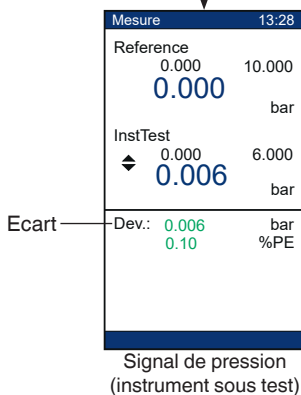 Mesure 13:28
Reference
0.000 10.000
0.000
bar
InstTest
0.000 6.000
0.006
bar
Ecart
Dev.: 0.006 bar
0.10 %PE
Signal de pression
(instrument sous test)